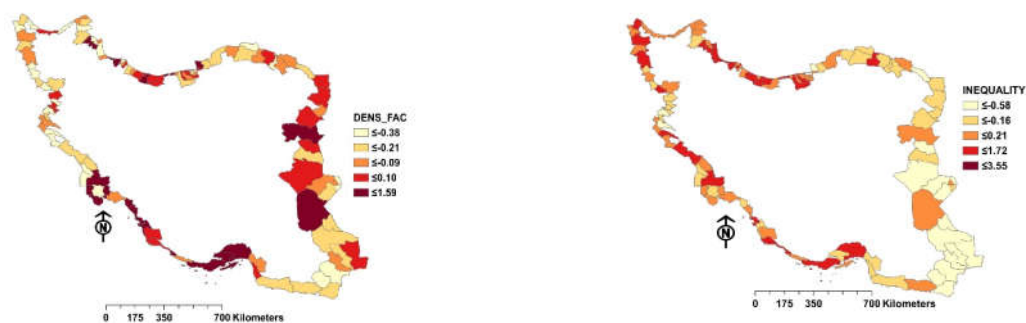 DENS_FAC
≤-0.38
≤-0.21
≤-0.09
≤0.10
≤1.59
N
0 175 350 700 Kilometers
INEQUALITY
≤-0.58
≤-0.16
≤0.21
≤1.72
≤3.55
N
0 175 350 700 Kilometers